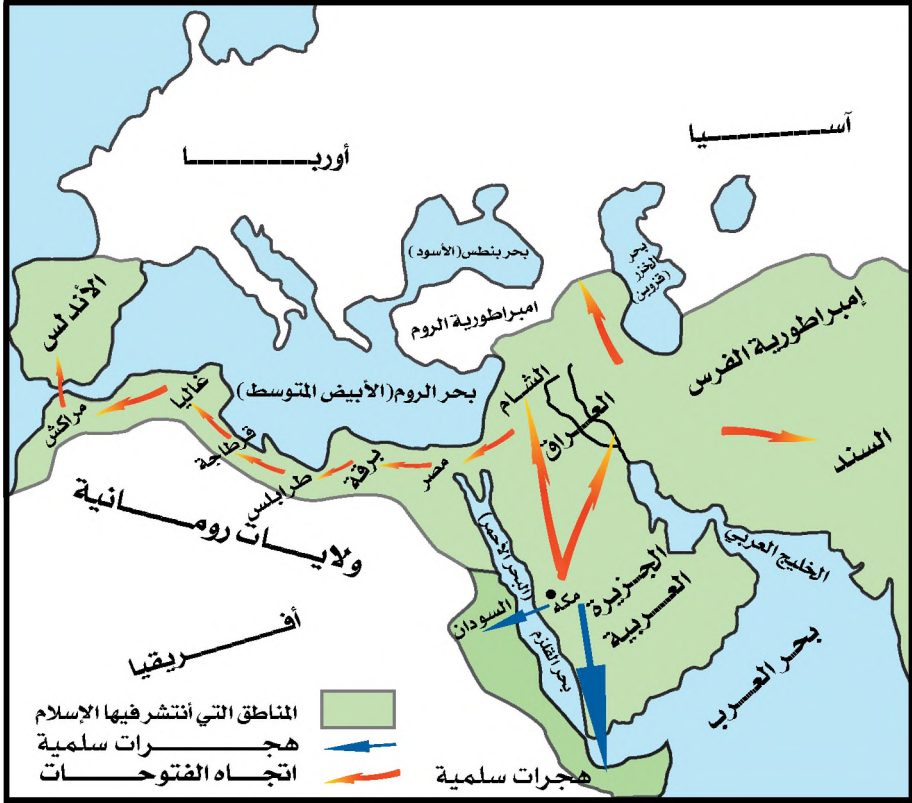 آسيا
أوربا
بحر الخزر (قزوين)
بحر بنطس (الأسود)
امبراطورية الروم
إمبراطورية الفرس
الأندلس
الشام
غاليا
بحر الروم (الأبيض المتوسط)
العراق
مراكش
السند
قرطاجة
برقة
مصر
طرابلس
ولايات رومانية
(البحر الأحمر)
بحر القلزم
الخليج العربي
الجزيرة
العربية
مكة
السودان
أفريقيا
بحر العرب
المناطق التي أنتشر فيها الإسلام
هجرات سلمية
اتجاه الفتوحات
هجرات سلمية